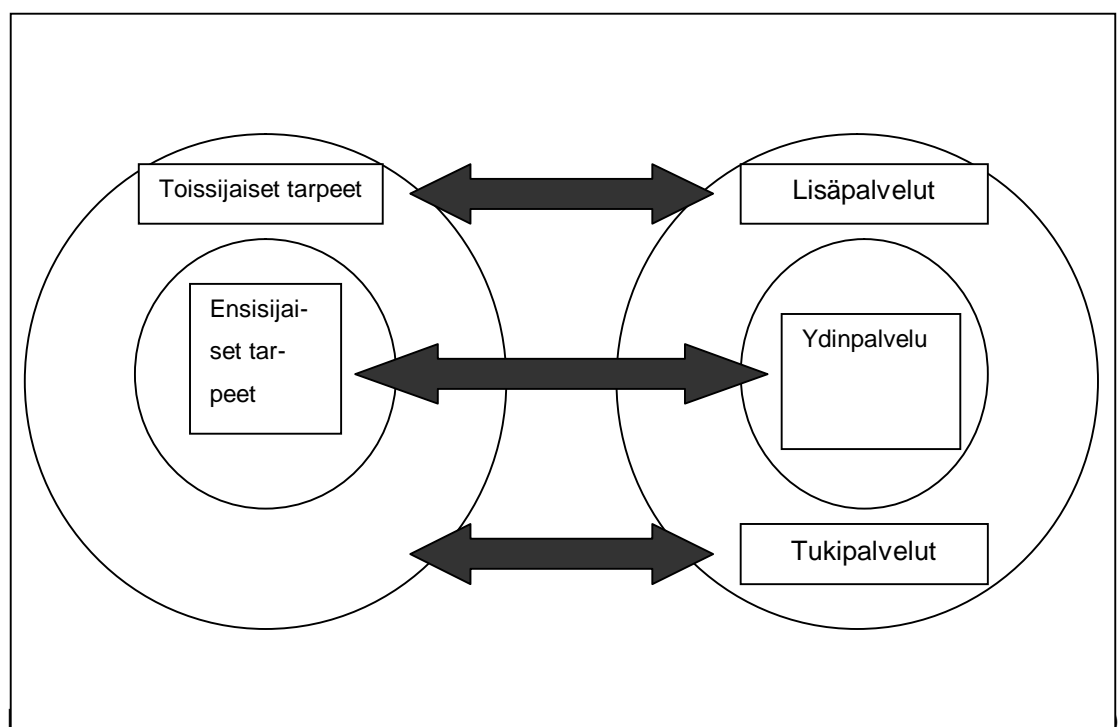 Toissijaiset tarpeet
Lisäpalvelut
Ensisijai-
set tar-
peet
Ydinpalvelu
Tukipalvelut